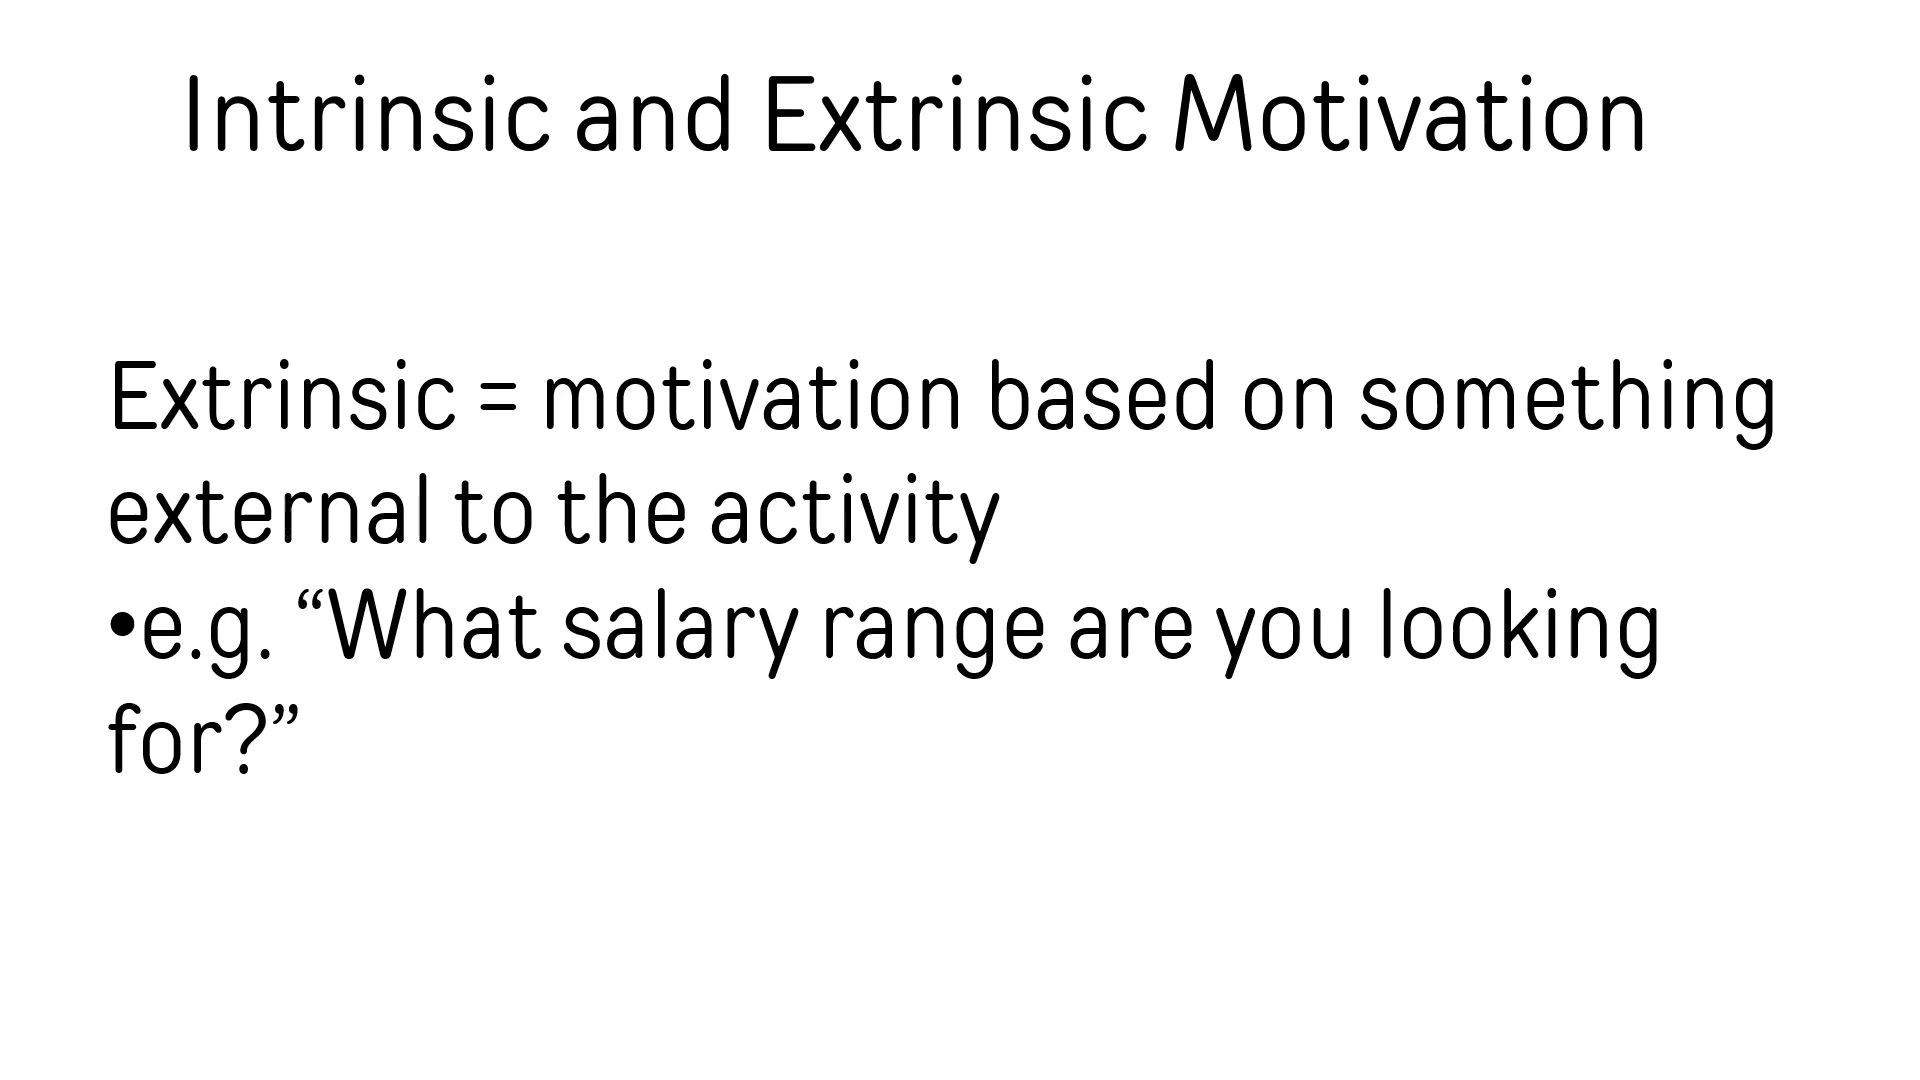 Intrinsic and Extrinsic Motivation
Extrinsic = motivation based on something
external to the activity
•e.g. “What salary range are you looking
for?”